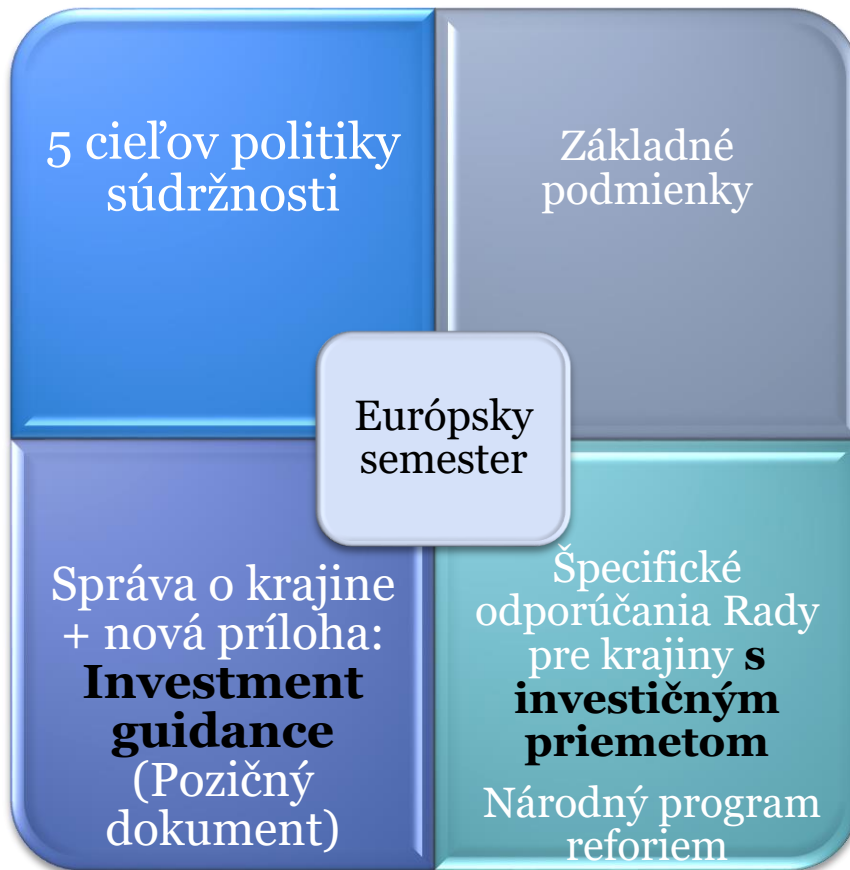 5 cieľov politiky
súdržnosti
Základné
podmienky
Európsky
semester
Správa o krajine
+ nová príloha:
Investment
guidance
(Pozičný
dokument)
Špecifické
odporúčania Rady
pre krajiny s
investičným
priemetom
Národný program
reforiem